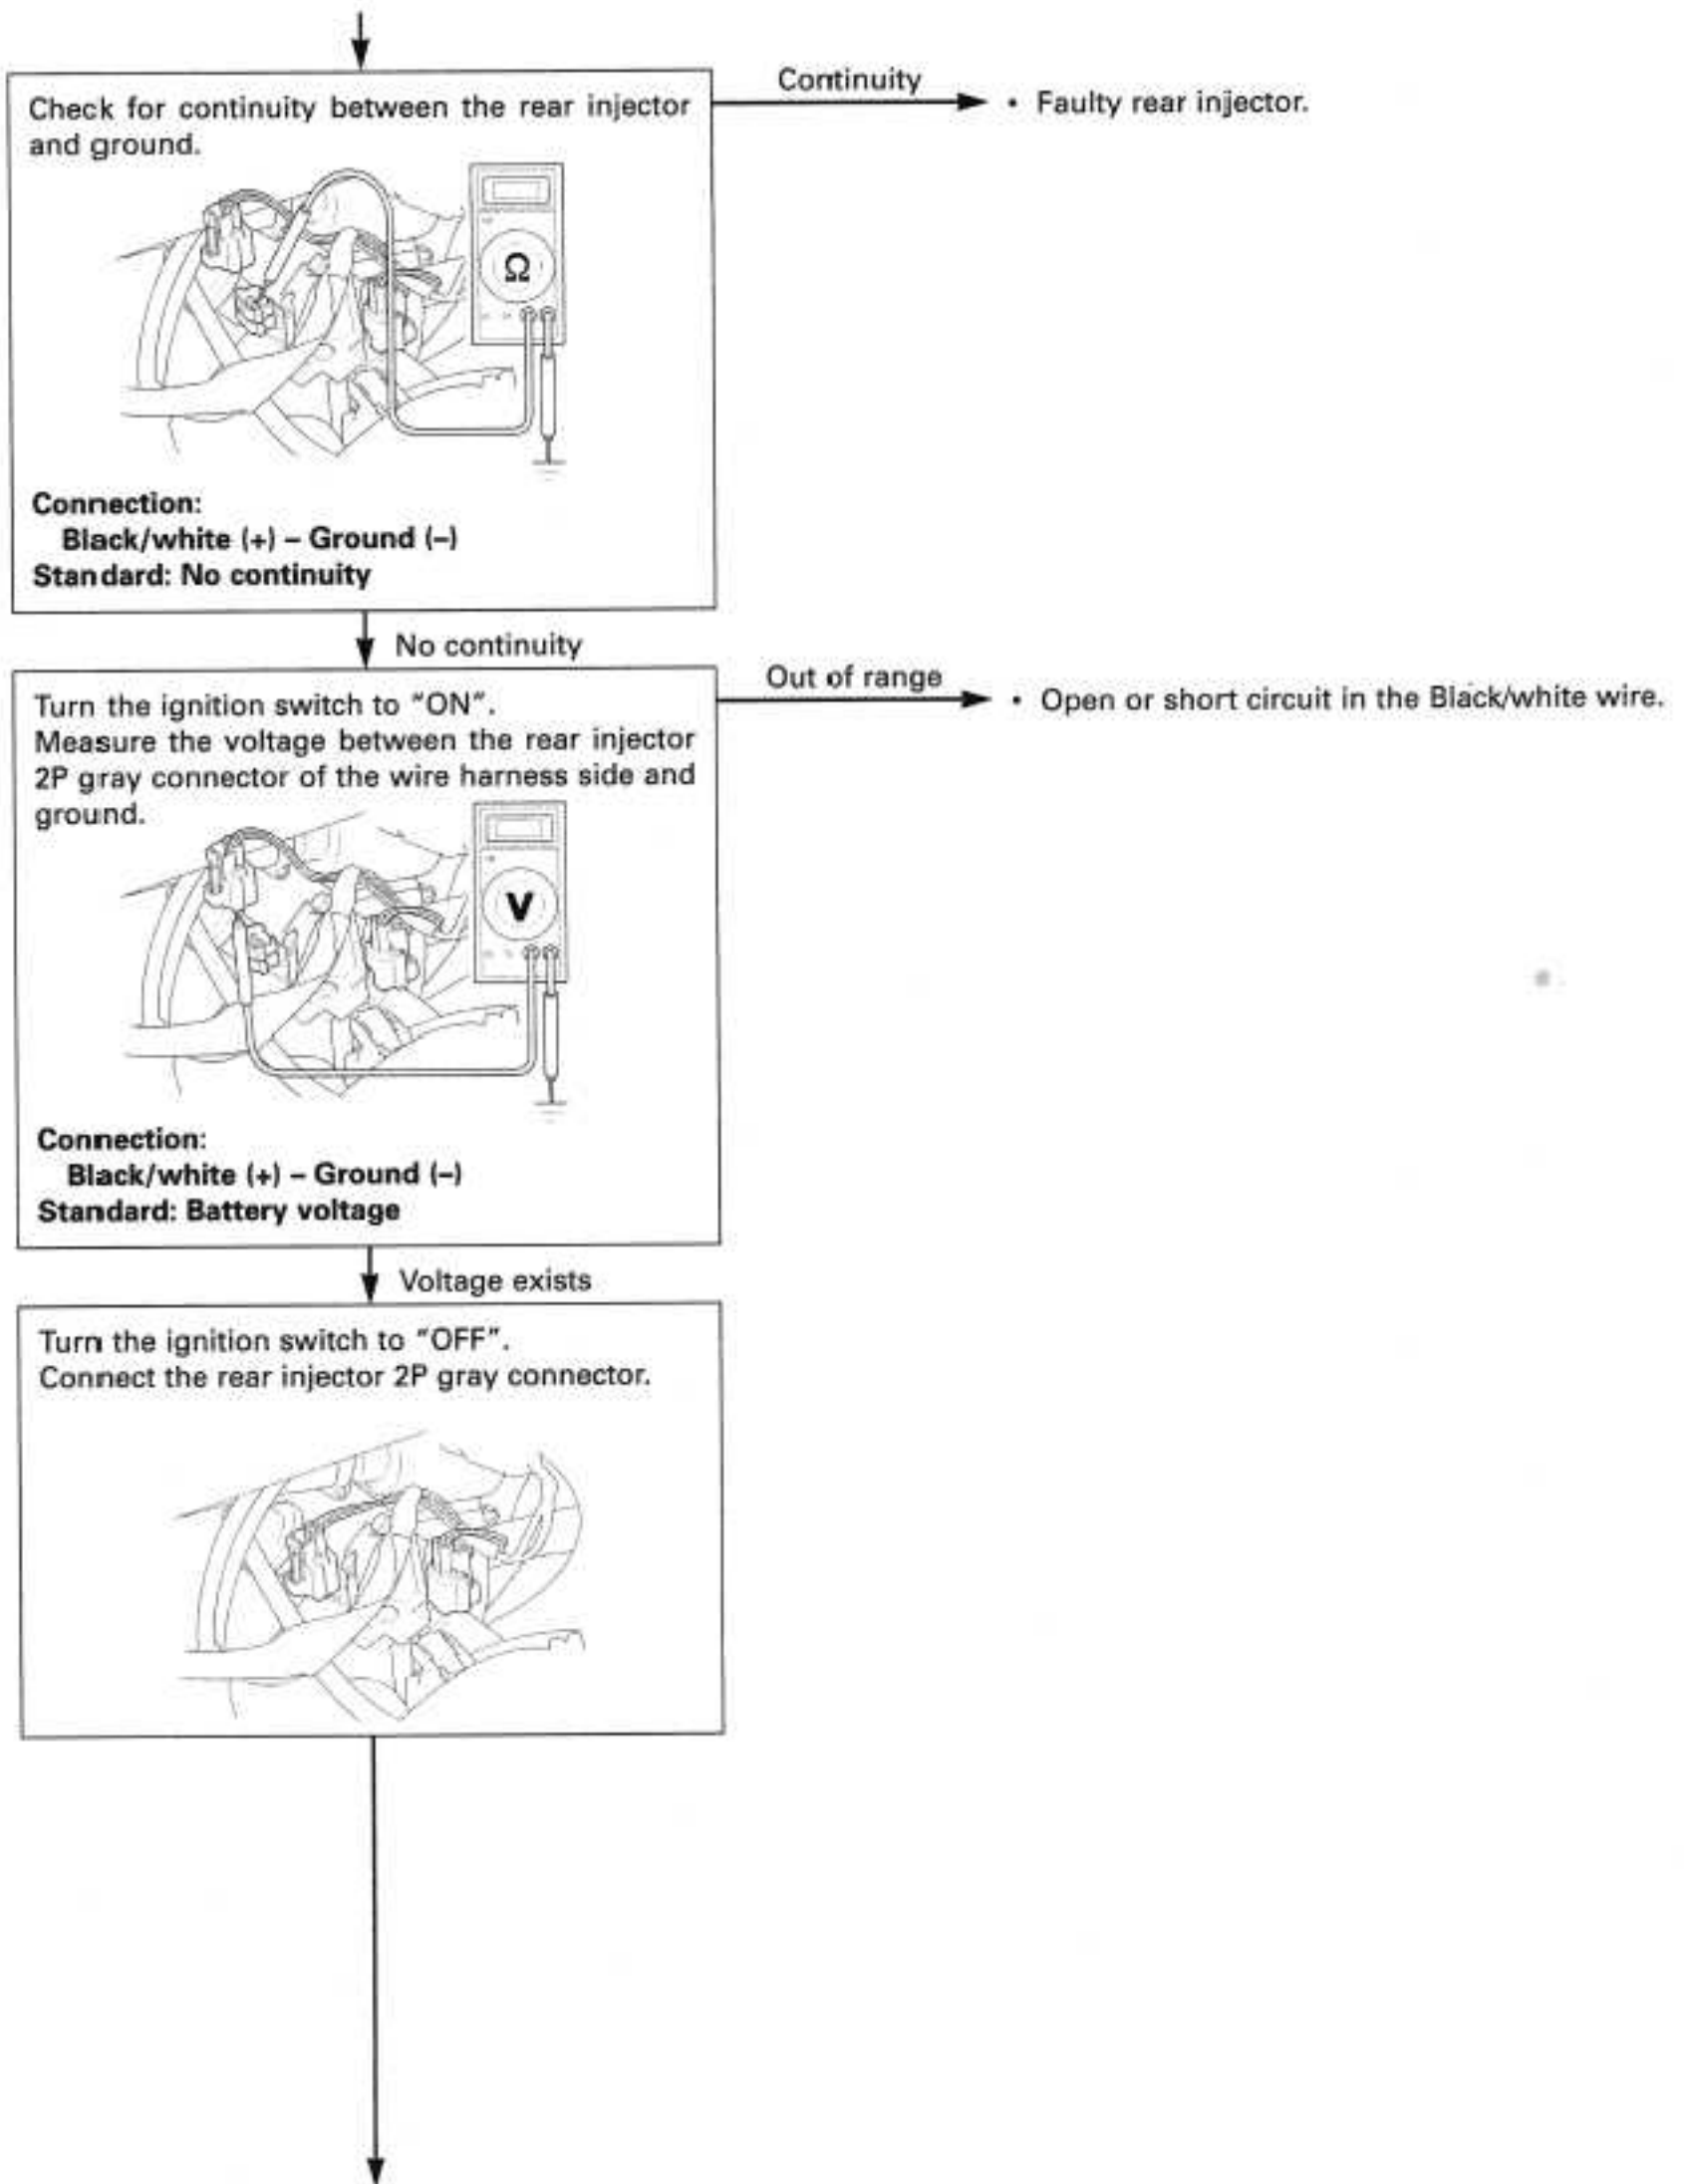 Continuity
Check for continuity between the rear injector
and ground.
• Faulty rear injector.
Ω
Connection:
Black/white (+) – Ground (–)
Standard: No continuity
No continuity
Out of range
Turn the ignition switch to "ON".
Measure the voltage between the rear injector
2P gray connector of the wire harness side and
ground.
• Open or short circuit in the Black/white wire.
V
Connection:
Black/white (+) – Ground (–)
Standard: Battery voltage
Voltage exists
Turn the ignition switch to "OFF".
Connect the rear injector 2P gray connector.